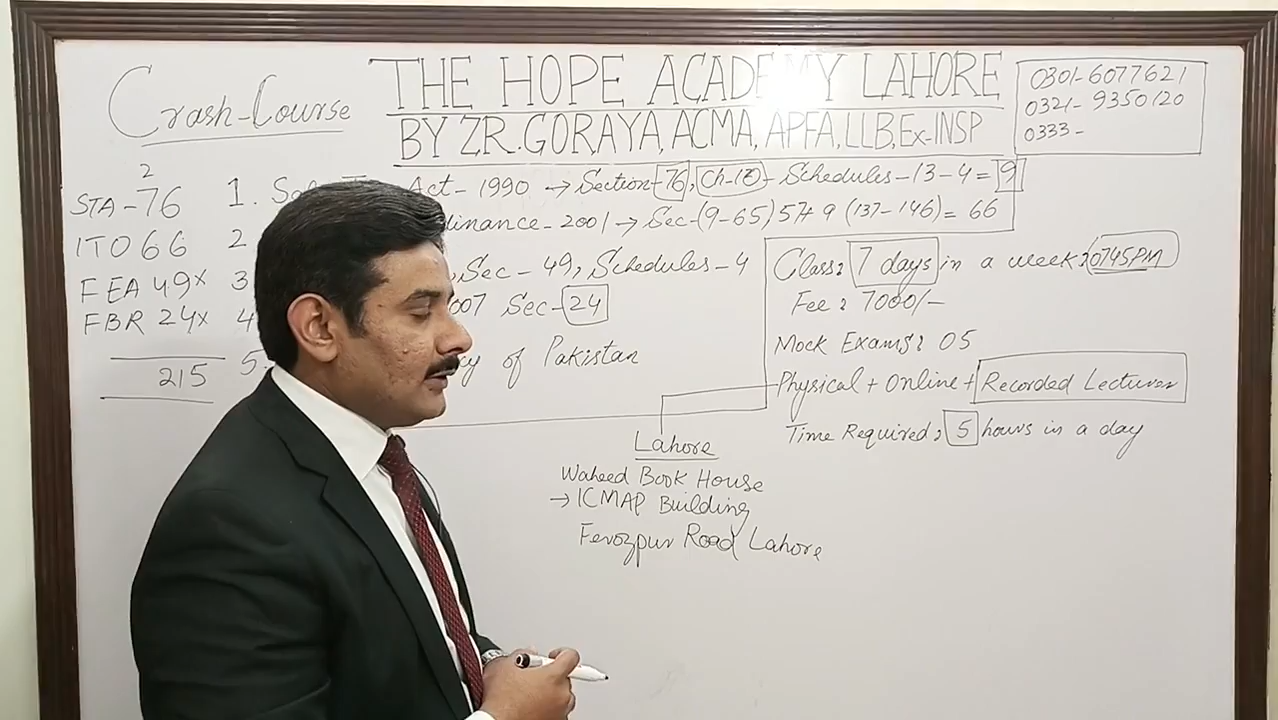 Crash-Course
THE HOPE ACADEMY LAHORE
BY ZR.GORAYA, ACMA, APFA, LLB, Ex-INSP
0301-6077621
0321-9350120
0333-
2
STA-76
ITO 66
FEA 49x
FBR 24x
215
1. Act-1990 → Section-76, Ch-10- Schedules-13-4=9
2 dinance-2001 → Sec-(9-65) 57+9 (137-146)=66
3 , Sec-49, Schedules-4
4 007 Sec-24
5 y of Pakistan
Class: 7 days in a week: 0745PM
Fee: 7000/-
Mock Exams: 05
Physical + Online + Recorded Lectures
Time Required: 5 hours in a day
Lahore
Waheed Book House
→ ICMAP Building
Ferozpur Road Lahore